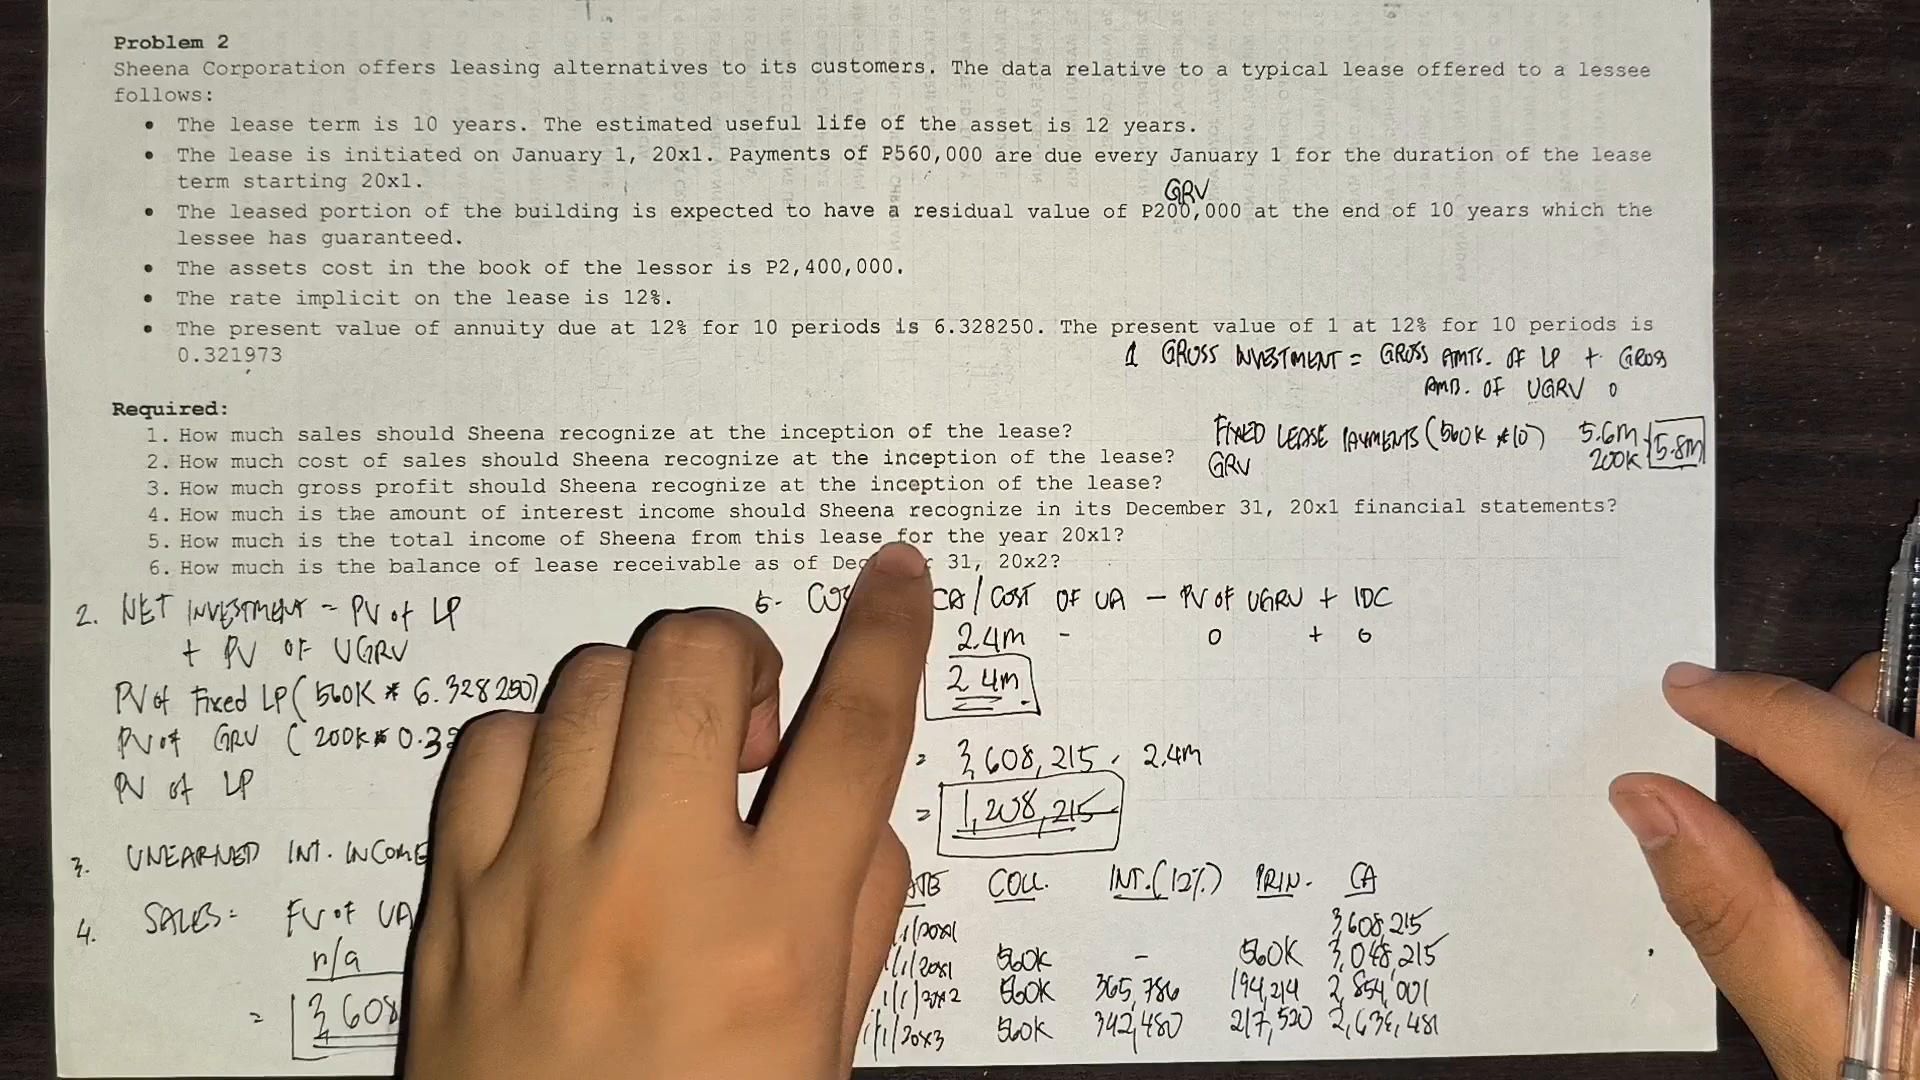 Problem 2
Sheena Corporation offers leasing alternatives to its customers. The data relative to a typical lease offered to a lessee
follows:
• The lease term is 10 years. The estimated useful life of the asset is 12 years.
• The lease is initiated on January 1, 20x1. Payments of P560,000 are due every January 1 for the duration of the lease
term starting 20x1.
GRV
• The leased portion of the building is expected to have a residual value of P200,000 at the end of 10 years which the
lessee has guaranteed.
• The assets cost in the book of the lessor is P2,400,000.
• The rate implicit on the lease is 12%.
• The present value of annuity due at 12% for 10 periods is 6.328250. The present value of 1 at 12% for 10 periods is
0.321973
1 GROSS INVESTMENT = GROSS AMTS. OF LP + GROSS
AMT. OF UGRV 0
Required:
1. How much sales should Sheena recognize at the inception of the lease?
FIXED LEASE PAYMENTS (560K * 10) 5.6m
2. How much cost of sales should Sheena recognize at the inception of the lease?
GRV 200K 5.8m
3. How much gross profit should Sheena recognize at the inception of the lease?
4. How much is the amount of interest income should Sheena recognize in its December 31, 20x1 financial statements?
5. How much is the total income of Sheena from this lease for the year 20x1?
6. How much is the balance of lease receivable as of 31, 20x2?
2. NET INVESTMENT = PV of LP
+ PV OF UGRV
PV of Fixed LP (560K * 6.328250)
PV of GRV (200K * 0.32
PV of LP
3. UNEARNED INT. INCOME
4. SALES = FV of UA
n/a
= 3,608
5. CA / COST OF UA - PV OF UGRV + IDC
2.4m - 0 + 0
2.4m
= 3,608,215 - 2.4m
= 1,208,215
COLL. INT. (12%) PRIN. CA
3,608,215
1/1/20x1 560K - 560K 3,048,215
1/1/20x2 560K 365,786 194,214 2,854,001
1/1/20x3 560K 342,480 217,520 2,636,481